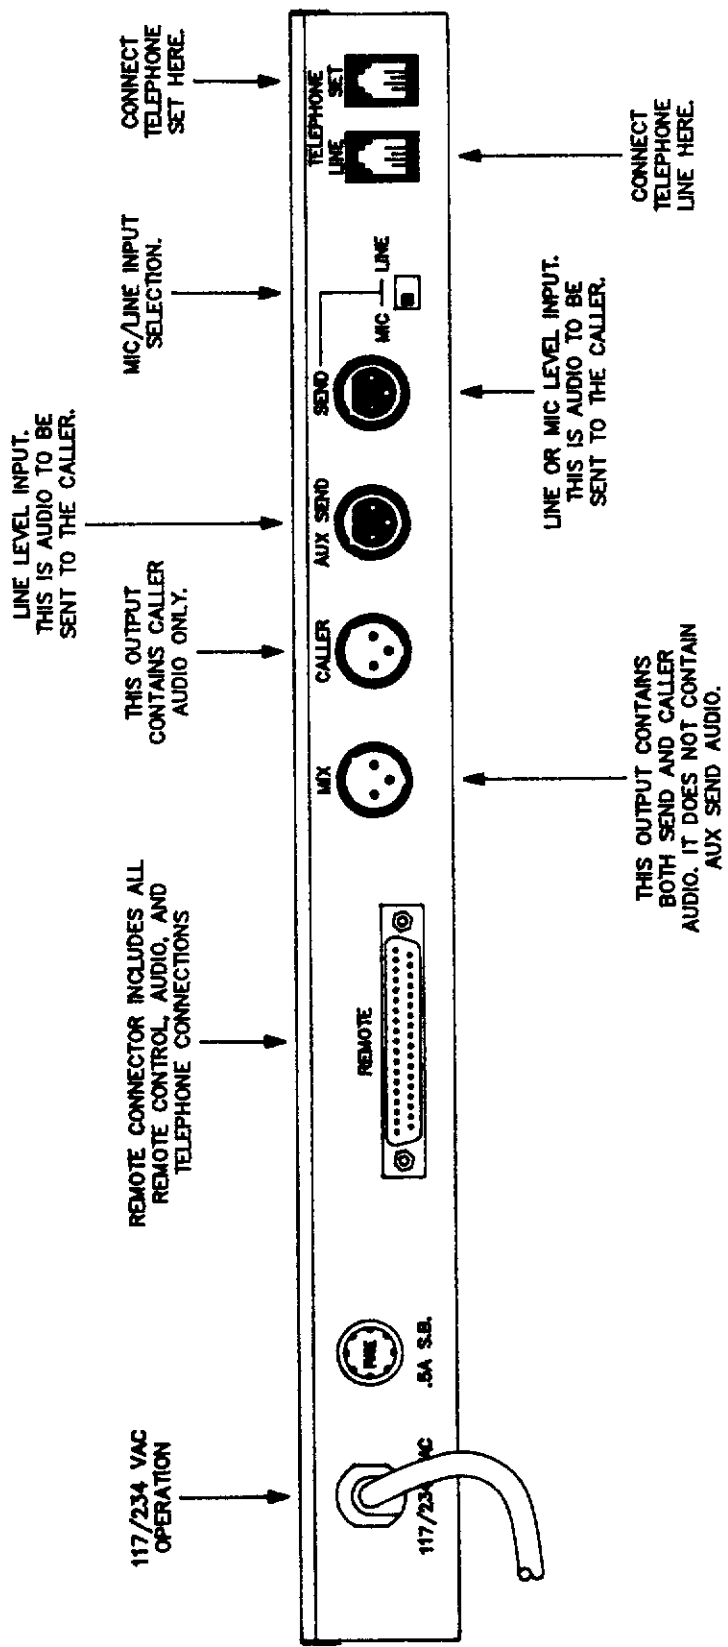 117/234 VAC
OPERATION
REMOTE CONNECTOR INCLUDES ALL
REMOTE CONTROL, AUDIO, AND
TELEPHONE CONNECTIONS
THIS OUTPUT
CONTAINS CALLER
AUDIO ONLY.
LINE LEVEL INPUT.
THIS IS AUDIO TO BE
SENT TO THE CALLER.
MIC/LINE INPUT
SELECTION.
CONNECT
TELEPHONE
SET HERE.
117/234 VAC
FUSE
.5A S.B.
REMOTE
MIX
CALLER
AUX SEND
SEND
MIC
LINE
TELEPHONE
LINE
SET
THIS OUTPUT CONTAINS
BOTH SEND AND CALLER
AUDIO. IT DOES NOT CONTAIN
AUX SEND AUDIO.
LINE OR MIC LEVEL INPUT.
THIS IS AUDIO TO BE
SENT TO THE CALLER.
CONNECT
TELEPHONE
LINE HERE.